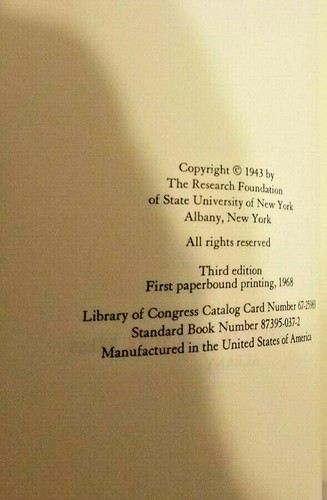 Copyright © 1943 by
The Research Foundation
of State University of New York
Albany, New York
All rights reserved
Third edition
First paperbound printing, 1968
Library of Congress Catalog Card Number
Standard Book Number 87395-037-2
Manufactured in the United States of America